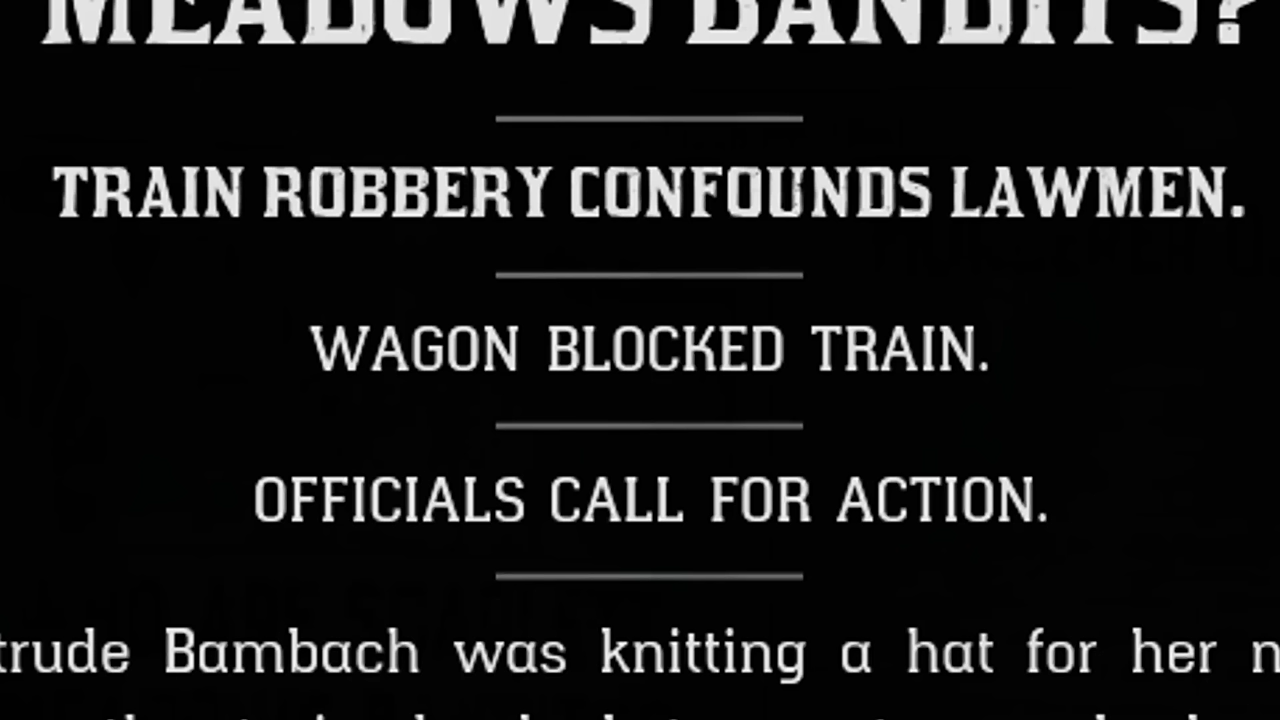 MEADOWS BANDITS?
TRAIN ROBBERY CONFOUNDS LAWMEN.
WAGON BLOCKED TRAIN.
OFFICIALS CALL FOR ACTION.
trude Bambach was knitting a hat for her n